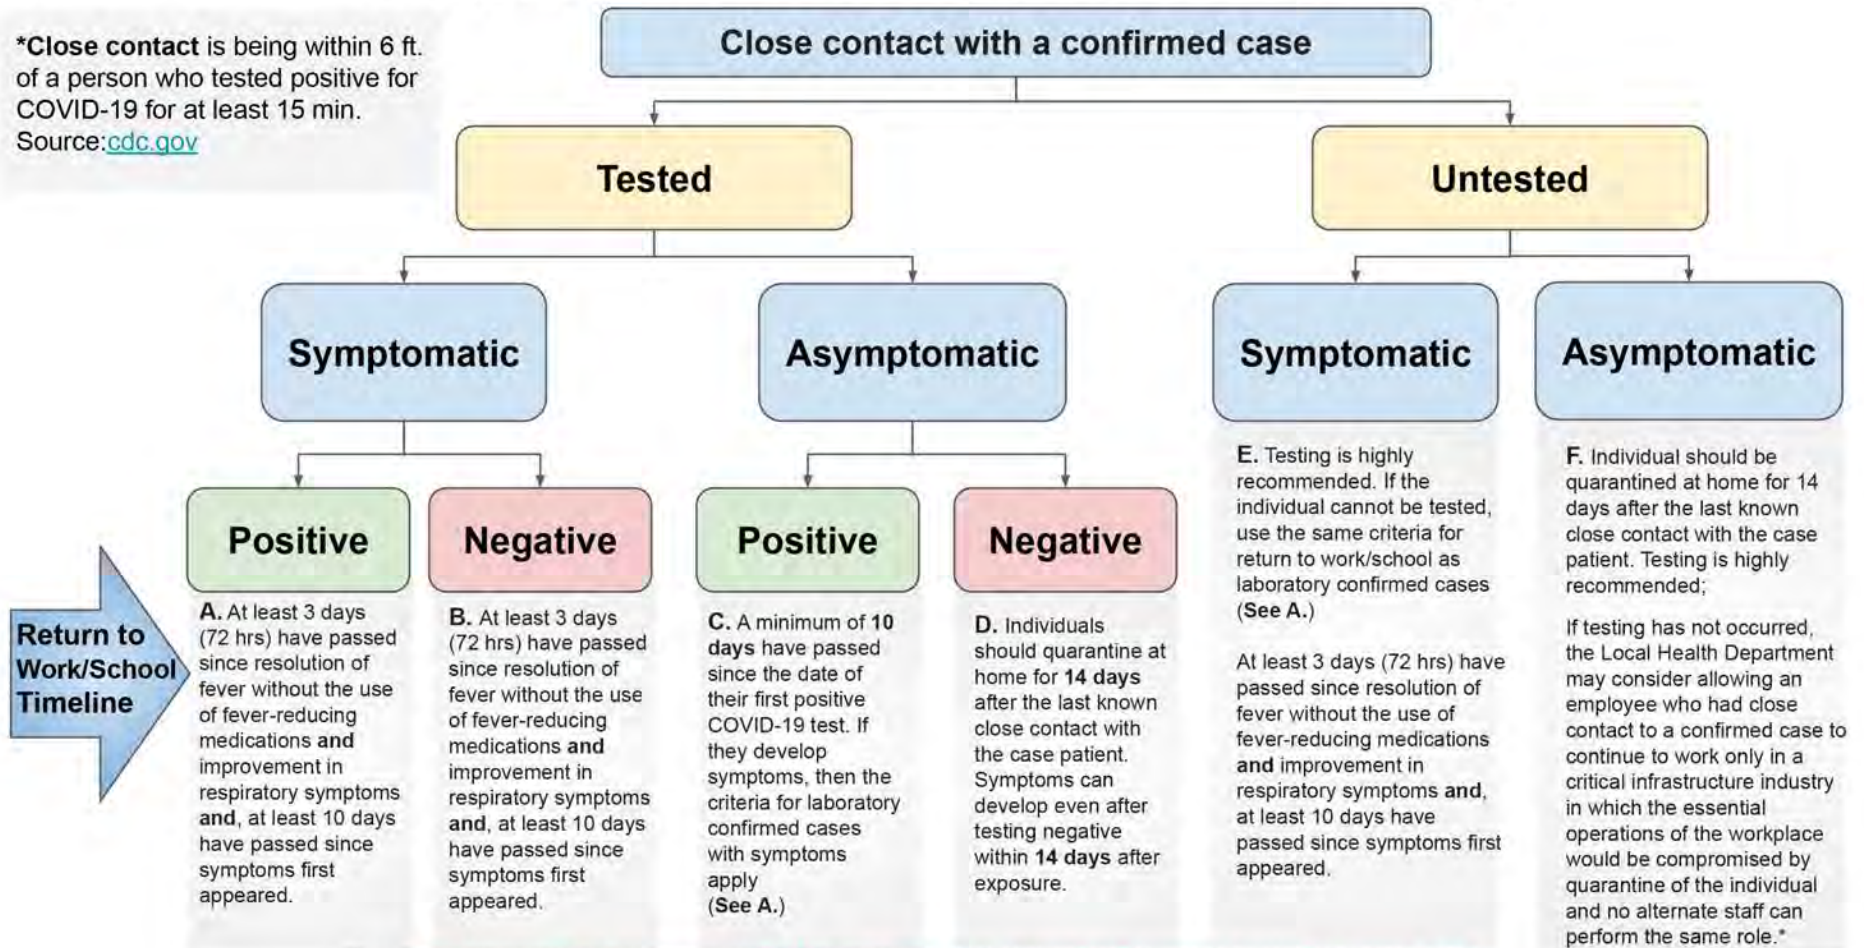 *Close contact is being within 6 ft.
of a person who tested positive for
COVID-19 for at least 15 min.
Source:cdc.gov
Close contact with a confirmed case
Tested
Untested
Symptomatic
Asymptomatic
Symptomatic
Asymptomatic
Positive
Negative
Positive
Negative
Return to
Work/School
Timeline
A. At least 3 days
(72 hrs) have passed
since resolution of
fever without the use
of fever-reducing
medications and
improvement in
respiratory symptoms
and, at least 10 days
have passed since
symptoms first
appeared.
B. At least 3 days
(72 hrs) have passed
since resolution of
fever without the use
of fever-reducing
medications and
improvement in
respiratory symptoms
and, at least 10 days
have passed since
symptoms first
appeared.
C. A minimum of 10
days have passed
since the date of
their first positive
COVID-19 test. If
they develop
symptoms, then the
criteria for laboratory
confirmed cases
with symptoms
apply
(See A.)
D. Individuals
should quarantine at
home for 14 days
after the last known
close contact with
the case patient.
Symptoms can
develop even after
testing negative
within 14 days after
exposure.
E. Testing is highly
recommended. If the
individual cannot be tested,
use the same criteria for
return to work/school as
laboratory confirmed cases
(See A.)
At least 3 days (72 hrs) have
passed since resolution of
fever without the use of
fever-reducing medications
and improvement in
respiratory symptoms and,
at least 10 days have
passed since symptoms first
appeared.
F. Individual should be
quarantined at home for 14
days after the last known
close contact with the case
patient. Testing is highly
recommended;
If testing has not occurred,
the Local Health Department
may consider allowing an
employee who had close
contact to a confirmed case to
continue to work only in a
critical infrastructure industry
in which the essential
operations of the workplace
would be compromised by
quarantine of the individual
and no alternate staff can
perform the same role.*